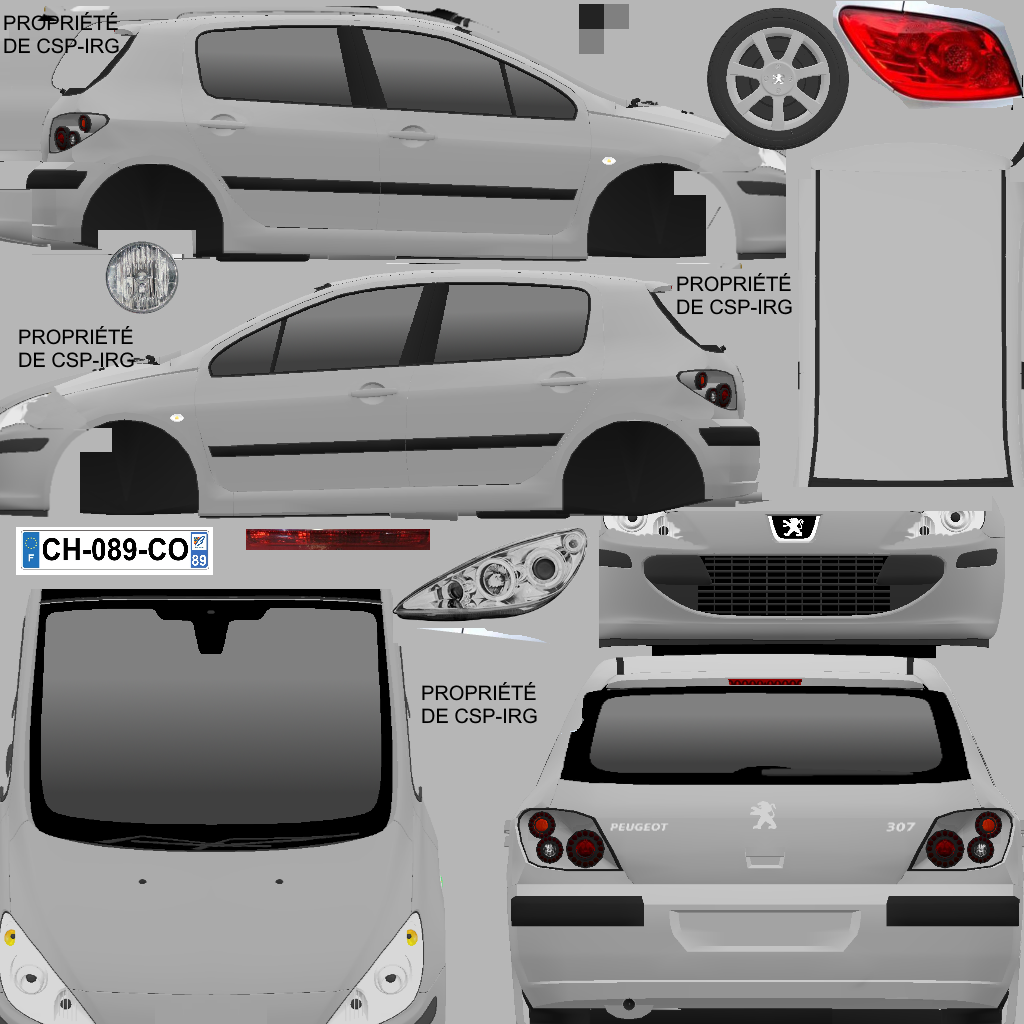 PROPRIÉTÉ
DE CSP-IRG
PROPRIÉTÉ
DE CSP-IRG
PROPRIÉTÉ
DE CSP-IRG
F
CH-089-CO
89
PROPRIÉTÉ
DE CSP-IRG
PEUGEOT
307